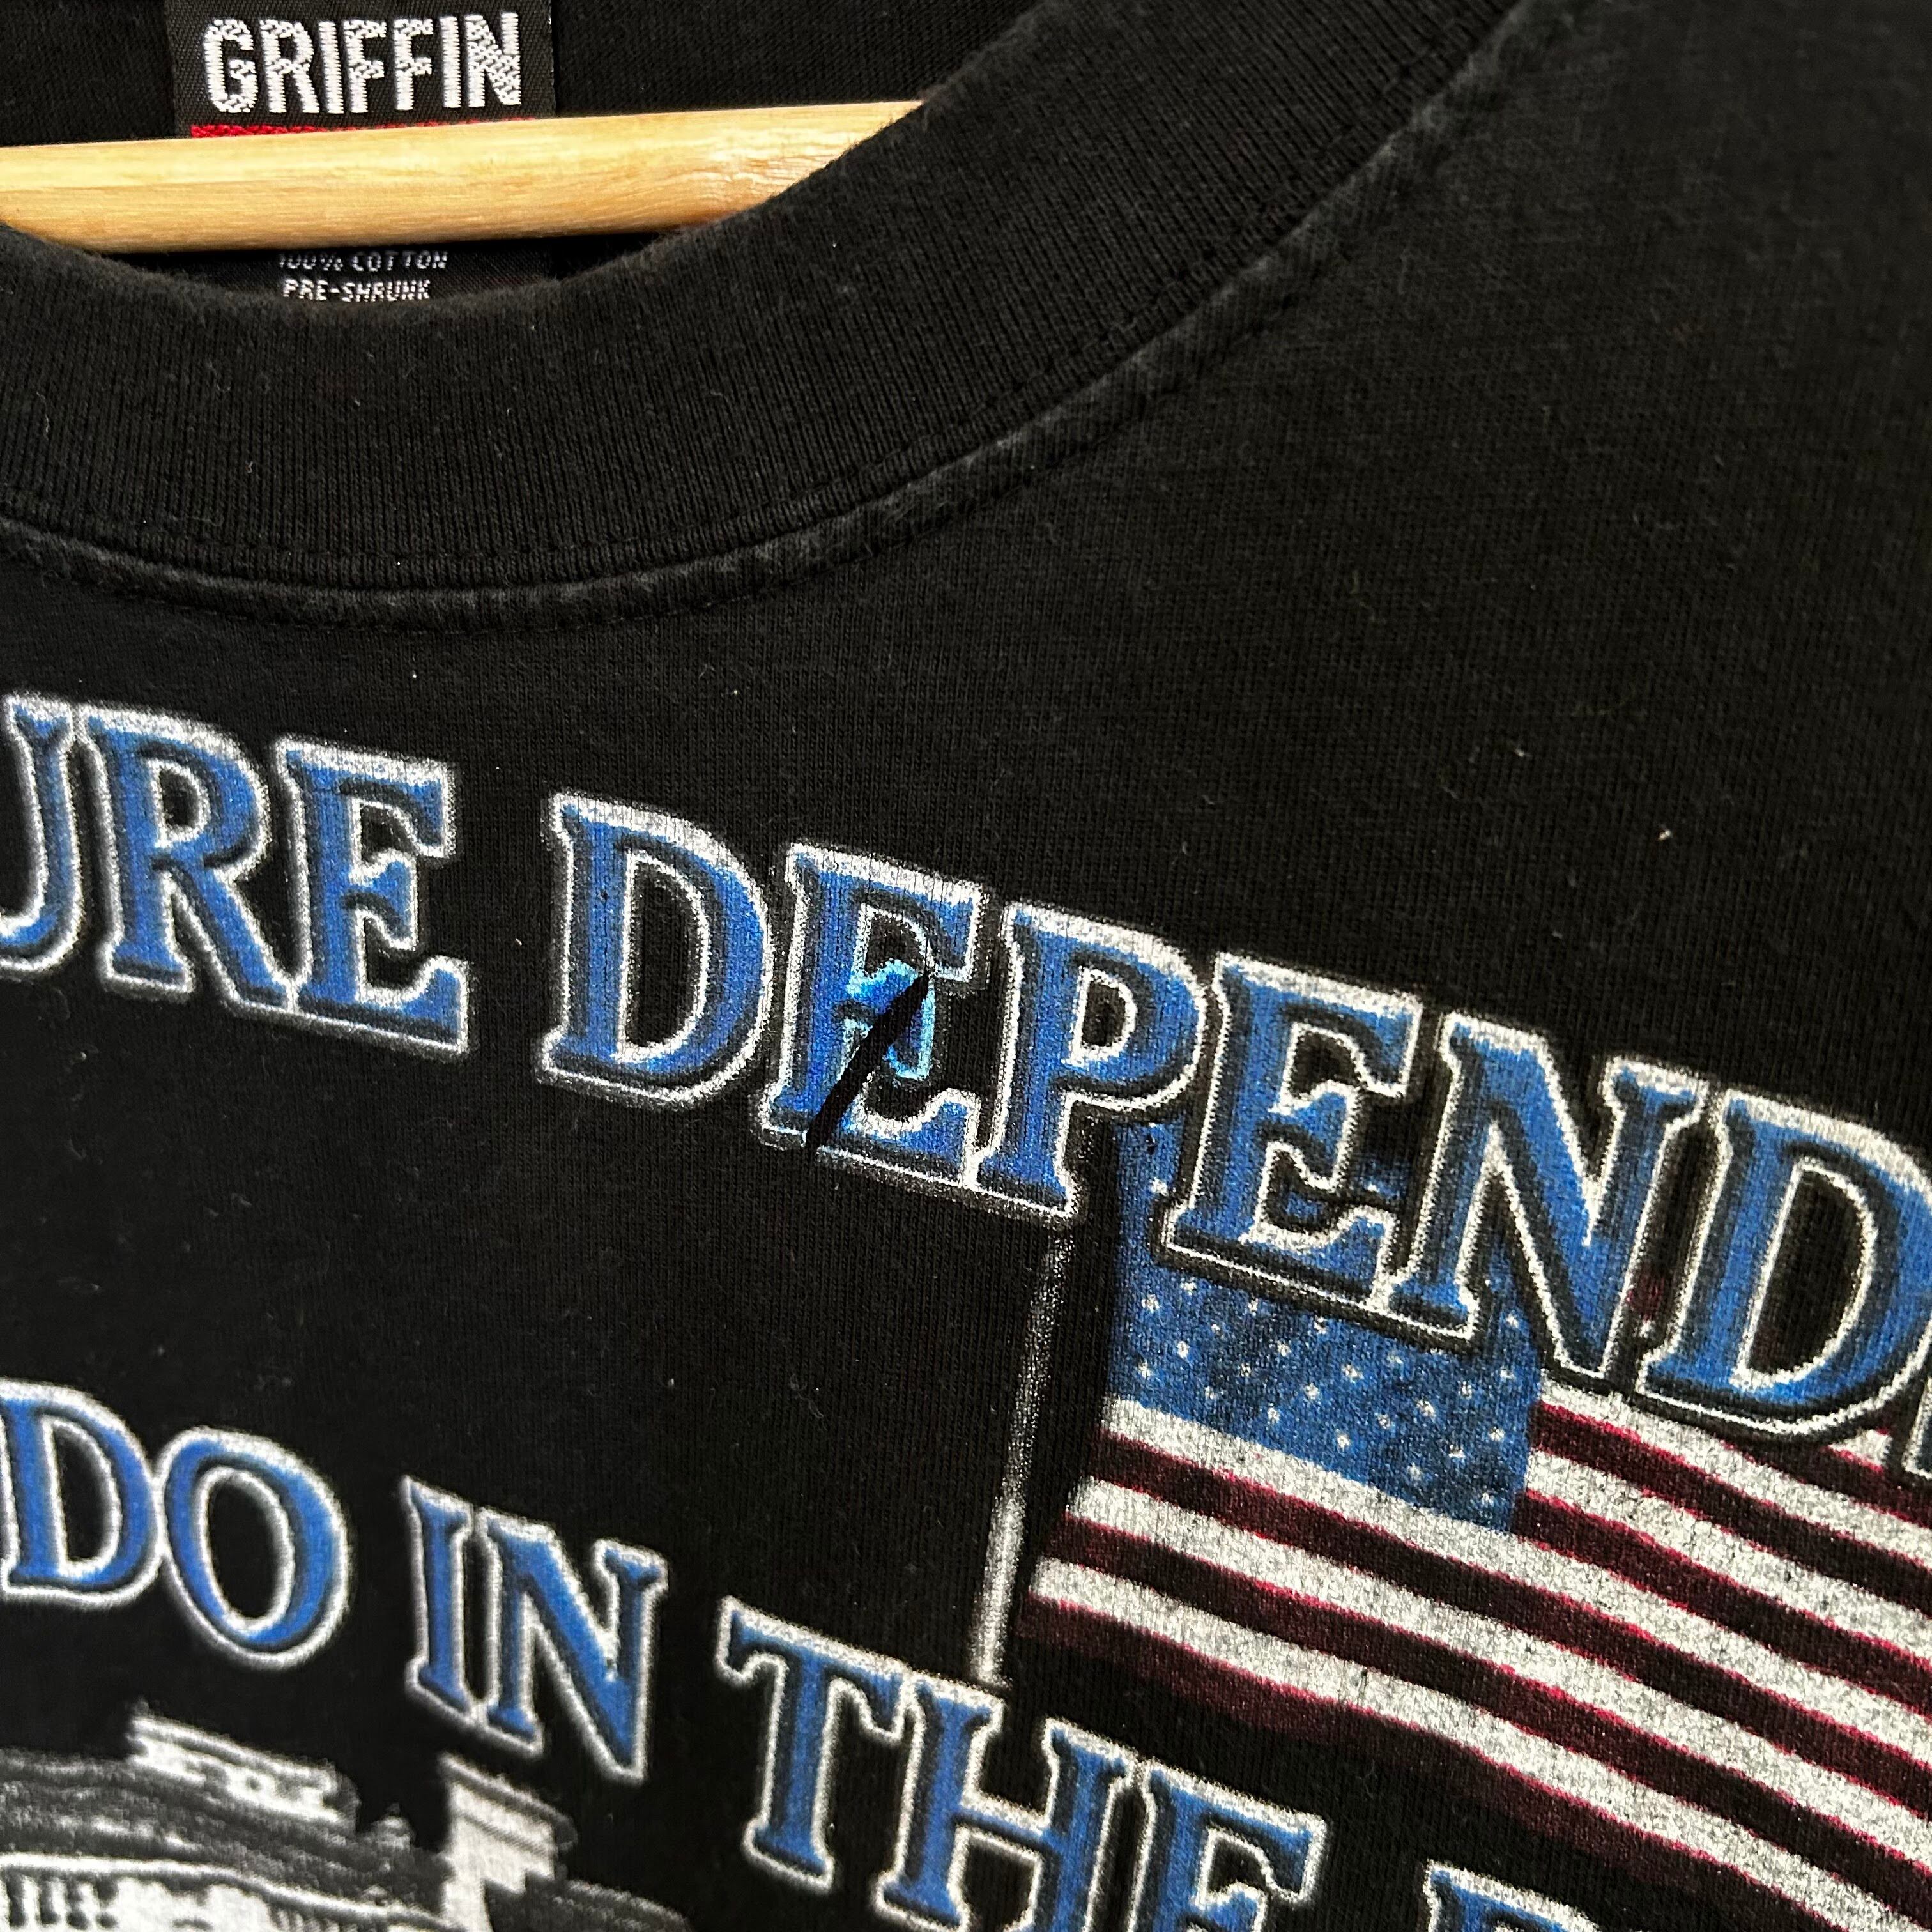 GRIFFIN
100% COTTON
PRE-SHRUNK
URE DEPEND
DO IN THE